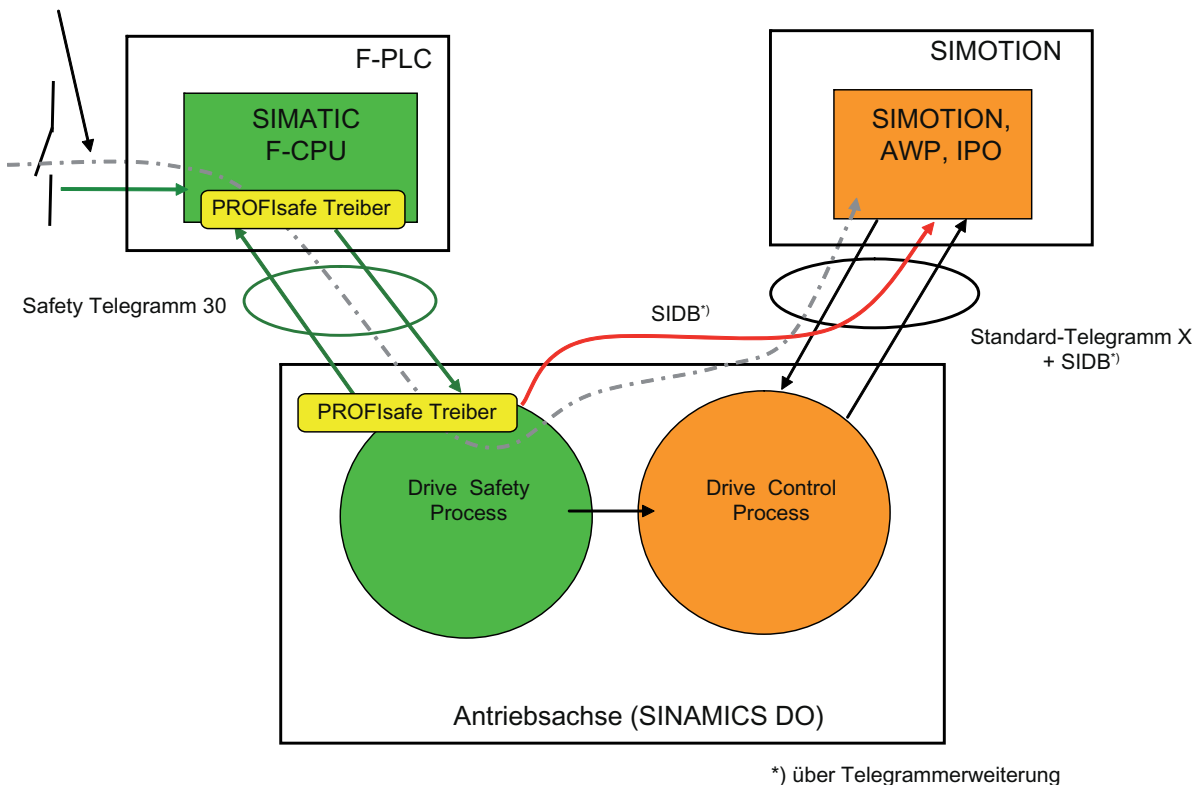 F-PLC
SIMATIC
F-CPU
PROFIsafe Treiber
SIMOTION
SIMOTION,
AWP, IPO
Safety Telegramm 30
SIDB*)
Standard-Telegramm X
+ SIDB*)
PROFIsafe Treiber
Drive Safety
Process
Drive Control
Process
Antriebsachse (SINAMICS DO)
*) über Telegrammerweiterung